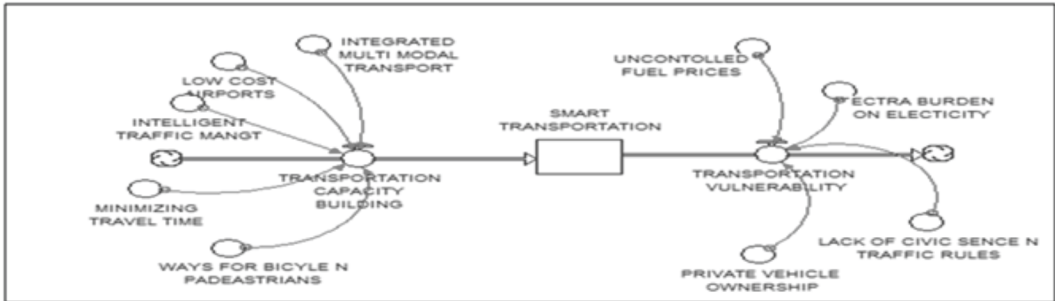 INTEGRATED
MULTI MODAL
TRANSPORT
LOW COST
AIRPORTS
INTELLIGENT
TRAFFIC MANGT
MINIMIZING
TRAVEL TIME
WAYS FOR BICYLE N
PADEASTRIANS
TRANSPORTATION
CAPACITY
BUILDING
SMART
TRANSPORTATION
UNCONTOLLED
FUEL PRICES
ECTRA BURDEN
ON ELECTICITY
TRANSPORTATION
VULNERABILITY
LACK OF CIVIC SENCE N
TRAFFIC RULES
PRIVATE VEHICLE
OWNERSHIP